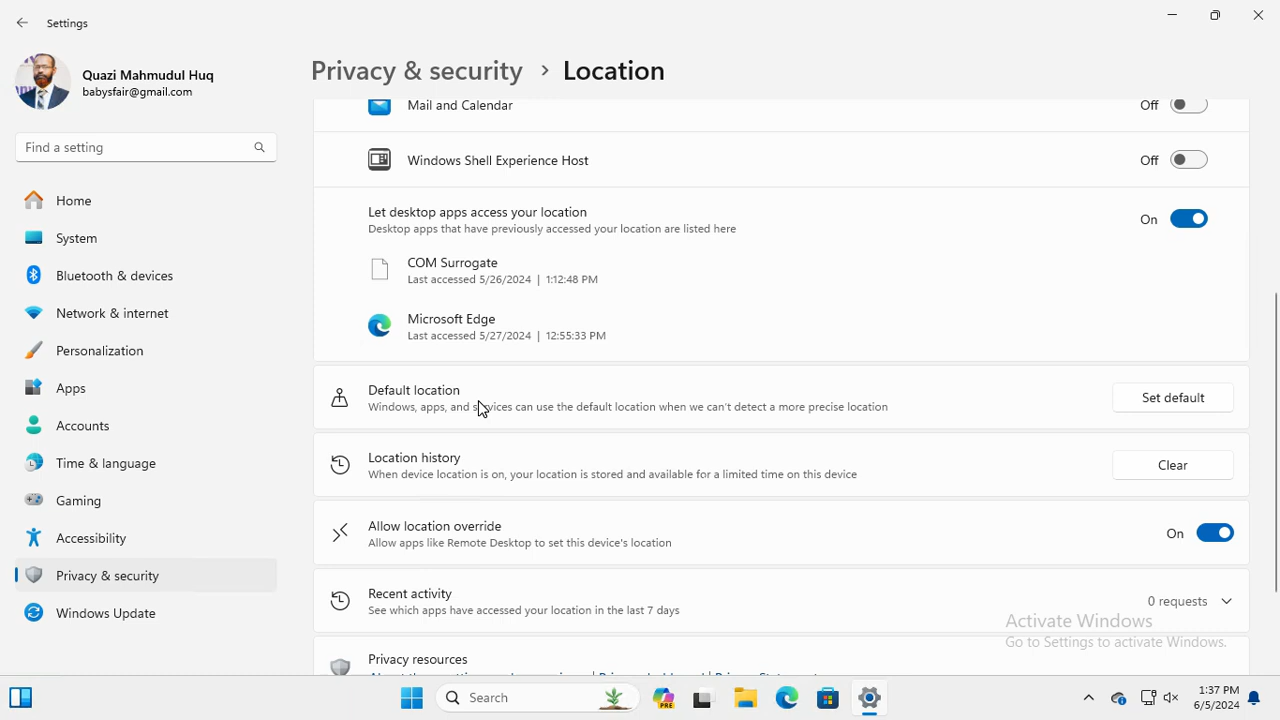 Settings
Quazi Mahmudul Huq
babysfair@gmail.com
Find a setting
Home
System
Bluetooth & devices
Network & internet
Personalization
Apps
Accounts
Time & language
Gaming
Accessibility
Privacy & security
Windows Update
Privacy & security > Location
Mail and Calendar
Off
Windows Shell Experience Host
Off
Let desktop apps access your location
Desktop apps that have previously accessed your location are listed here
On
COM Surrogate
Last accessed 5/26/2024 | 1:12:48 PM
Microsoft Edge
Last accessed 5/27/2024 | 12:55:33 PM
Default location
Windows, apps, and services can use the default location when we can't detect a more precise location
Set default
Location history
When device location is on, your location is stored and available for a limited time on this device
Clear
Allow location override
Allow apps like Remote Desktop to set this device's location
On
Recent activity
See which apps have accessed your location in the last 7 days
0 requests
Activate Windows
Go to Settings to activate Windows.
Privacy resources
Search
PRE
1:37 PM
6/5/2024